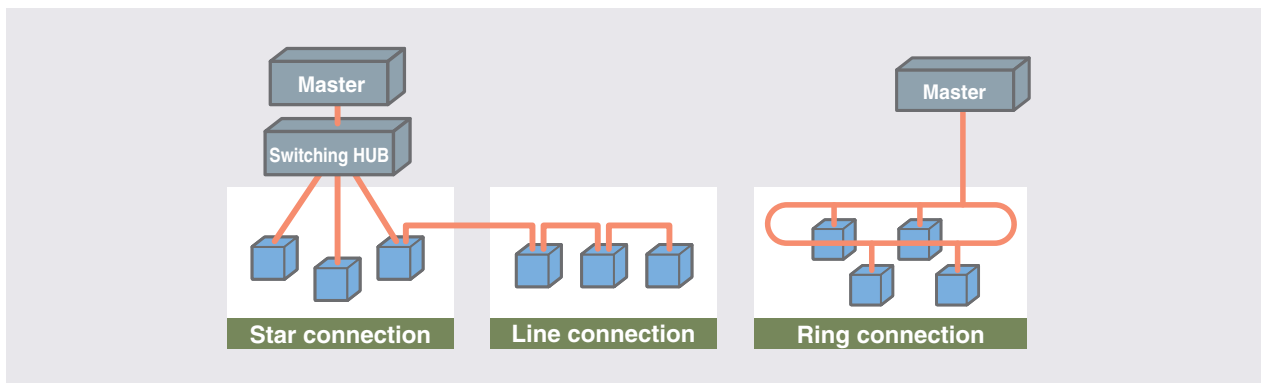 Master
Switching HUB
Master
Star connection
Line connection
Ring connection